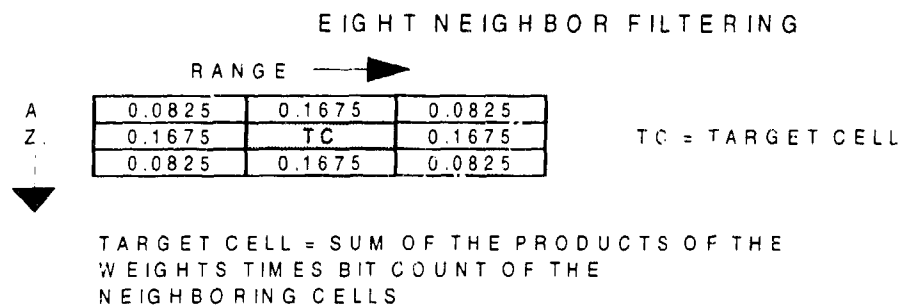 EIGHT NEIGHBOR FILTERING
RANGE
A 0.0825 0.1675 0.0825
Z. 0.1675 TC 0.1675 TC = TARGET CELL
0.0825 0.1675 0.0825
TARGET CELL = SUM OF THE PRODUCTS OF THE
WEIGHTS TIMES BIT COUNT OF THE
NEIGHBORING CELLS